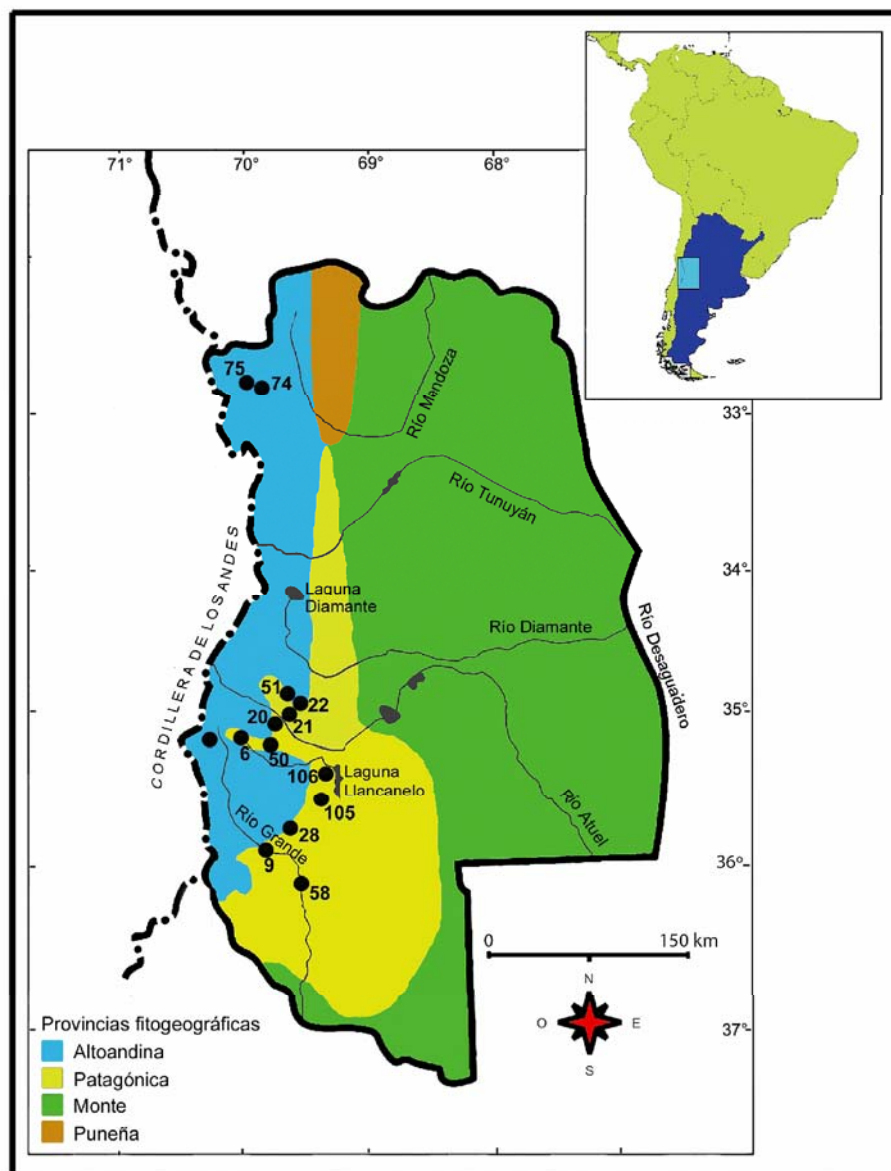 71°
70°
69°
68°
75
74
Río Mendoza
33°
Río Tunuyán
CORDILLERA DE LOS ANDES
34°
Laguna
Diamante
Río Diamante
Río Desaguadero
51
22
20
21
35°
6
50
106
Laguna
Llancanelo
105
Río Atuel
Río Grande
28
9
36°
58
0
150 km
N
O
E
S
37°
Provincias fitogeográficas
Altoandina
Patagónica
Monte
Puneña